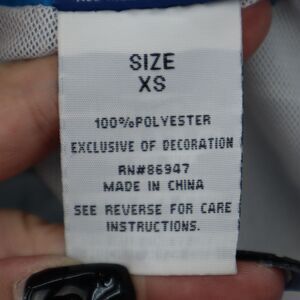 SIZE
XS
100%POLYESTER
EXCLUSIVE OF DECORATION
RN#86947
MADE IN CHINA
SEE REVERSE FOR CARE
INSTRUCTIONS.